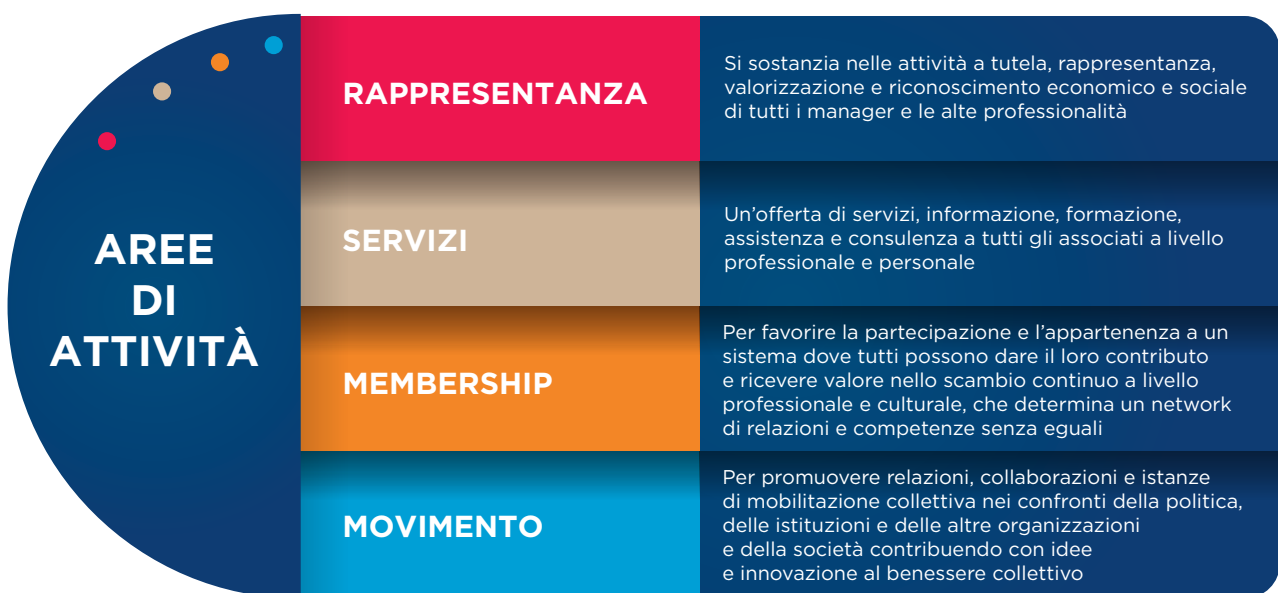 AREE
DI
ATTIVITÀ
RAPPRESENTANZA
Si sostanzia nelle attività a tutela, rappresentanza,
valorizzazione e riconoscimento economico e sociale
di tutti i manager e le alte professionalità
SERVIZI
Un’offerta di servizi, informazione, formazione,
assistenza e consulenza a tutti gli associati a livello
professionale e personale
MEMBERSHIP
Per favorire la partecipazione e l’appartenenza a un
sistema dove tutti possono dare il loro contributo
e ricevere valore nello scambio continuo a livello
professionale e culturale, che determina un network
di relazioni e competenze senza eguali
MOVIMENTO
Per promuovere relazioni, collaborazioni e istanze
di mobilitazione collettiva nei confronti della politica,
delle istituzioni e delle altre organizzazioni
e della società contribuendo con idee
e innovazione al benessere collettivo